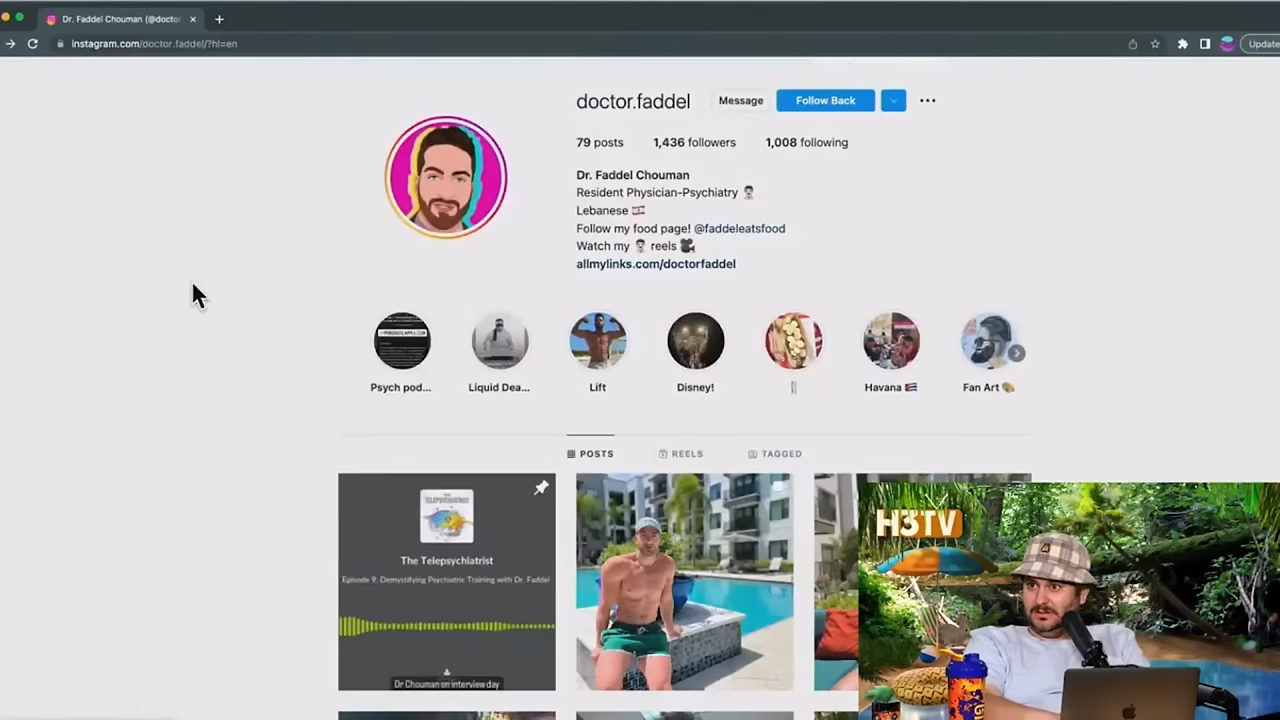 Dr. Faddel Chouman (@doctor
instagram.com/doctor.faddel/?hl=en
Update
doctor.faddel
Message
Follow Back
79 posts
1,436 followers
1,008 following
Dr. Faddel Chouman
Resident Physician-Psychiatry
Lebanese
Follow my food page! @faddeleatsfood
Watch my reels
allmylinks.com/doctorfaddel
Psych pod...
Liquid Dea...
Lift
Disney!
Havana
Fan Art
POSTS
REELS
TAGGED
THE TELEPSYCHIATRIST
The Telepsychiatrist
Episode 9: Demystifying Psychiatric Training with Dr. Faddel
Dr Chouman on interview day
H3TV